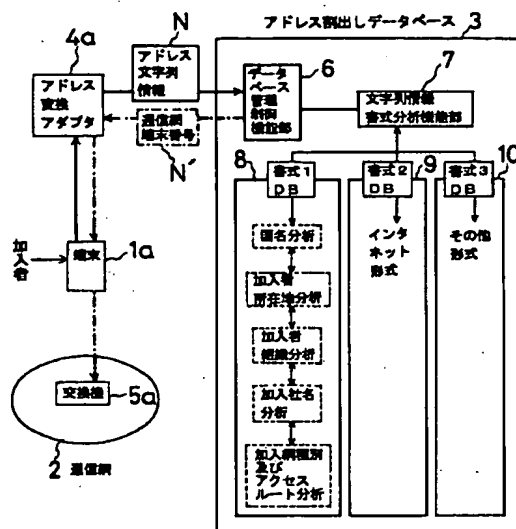 アドレス割出しデータベース
3
4a
N
アドレス
文字列
情報
6
7
アドレス
変換
アダプタ
データ
ベース
管理
制御
機能部
文字列情報
書式分析機能部
通信網
端末番号
N'
8
9
10
書式1
DB
書式2
DB
書式3
DB
国名分析
インタ
ネット
形式
その他
形式
加入者
端末
1a
加入者
所在地分析
加入者
組織分析
交換機
5a
加入社名
分析
2
通信網
加入網種別
及び
アクセス
ルート分析